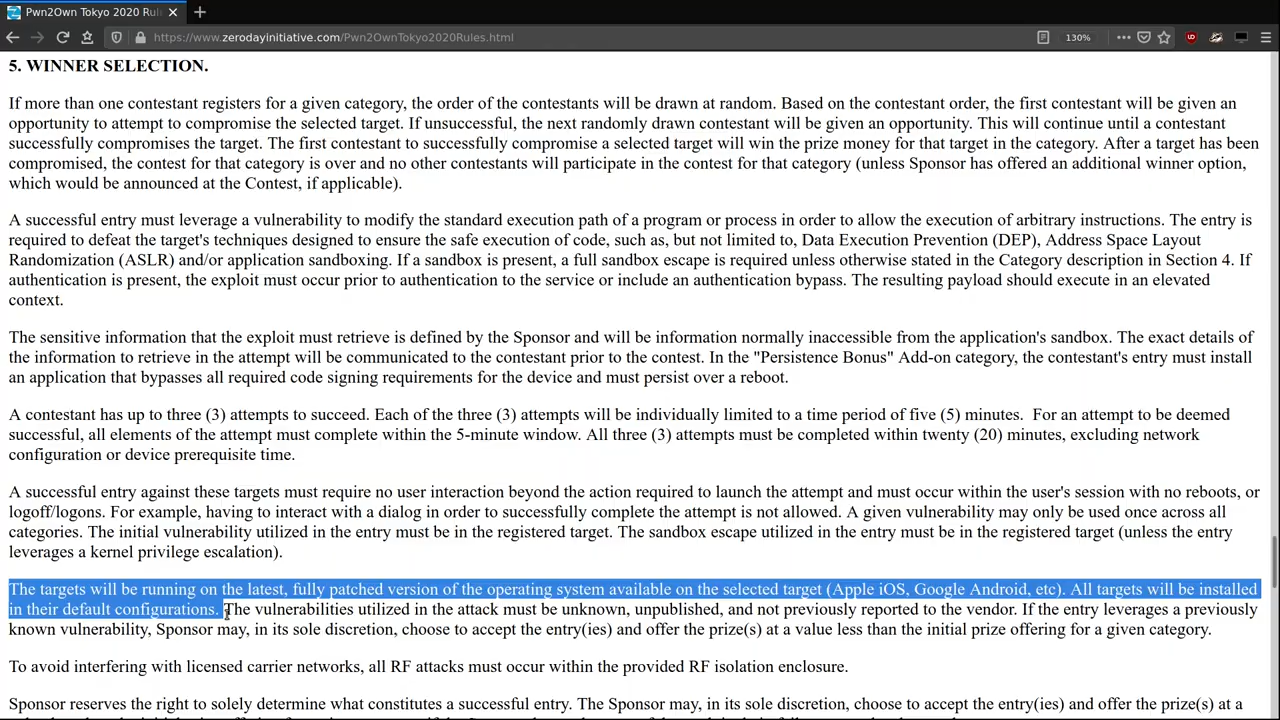 Pwn2Own Tokyo 2020 Rul
https://www.zerodayinitiative.com/Pwn2OwnTokyo2020Rules.html
130%
5. WINNER SELECTION.
If more than one contestant registers for a given category, the order of the contestants will be drawn at random. Based on the contestant order, the first contestant will be given an
opportunity to attempt to compromise the selected target. If unsuccessful, the next randomly drawn contestant will be given an opportunity. This will continue until a contestant
successfully compromises the target. The first contestant to successfully compromise a selected target will win the prize money for that target in the category. After a target has been
compromised, the contest for that category is over and no other contestants will participate in the contest for that category (unless Sponsor has offered an additional winner option,
which would be announced at the Contest, if applicable).
A successful entry must leverage a vulnerability to modify the standard execution path of a program or process in order to allow the execution of arbitrary instructions. The entry is
required to defeat the target's techniques designed to ensure the safe execution of code, such as, but not limited to, Data Execution Prevention (DEP), Address Space Layout
Randomization (ASLR) and/or application sandboxing. If a sandbox is present, a full sandbox escape is required unless otherwise stated in the Category description in Section 4. If
authentication is present, the exploit must occur prior to authentication to the service or include an authentication bypass. The resulting payload should execute in an elevated
context.
The sensitive information that the exploit must retrieve is defined by the Sponsor and will be information normally inaccessible from the application's sandbox. The exact details of
the information to retrieve in the attempt will be communicated to the contestant prior to the contest. In the "Persistence Bonus" Add-on category, the contestant's entry must install
an application that bypasses all required code signing requirements for the device and must persist over a reboot.
A contestant has up to three (3) attempts to succeed. Each of the three (3) attempts will be individually limited to a time period of five (5) minutes.  For an attempt to be deemed
successful, all elements of the attempt must complete within the 5-minute window. All three (3) attempts must be completed within twenty (20) minutes, excluding network
configuration or device prerequisite time.
A successful entry against these targets must require no user interaction beyond the action required to launch the attempt and must occur within the user's session with no reboots, or
logoff/logons. For example, having to interact with a dialog in order to successfully complete the attempt is not allowed. A given vulnerability may only be used once across all
categories. The initial vulnerability utilized in the entry must be in the registered target. The sandbox escape utilized in the entry must be in the registered target (unless the entry
leverages a kernel privilege escalation).
The targets will be running on the latest, fully patched version of the operating system available on the selected target (Apple iOS, Google Android, etc). All targets will be installed
in their default configurations. The vulnerabilities utilized in the attack must be unknown, unpublished, and not previously reported to the vendor. If the entry leverages a previously
known vulnerability, Sponsor may, in its sole discretion, choose to accept the entry(ies) and offer the prize(s) at a value less than the initial prize offering for a given category.
To avoid interfering with licensed carrier networks, all RF attacks must occur within the provided RF isolation enclosure.
Sponsor reserves the right to solely determine what constitutes a successful entry. The Sponsor may, in its sole discretion, choose to accept the entry(ies) and offer the prize(s) at a